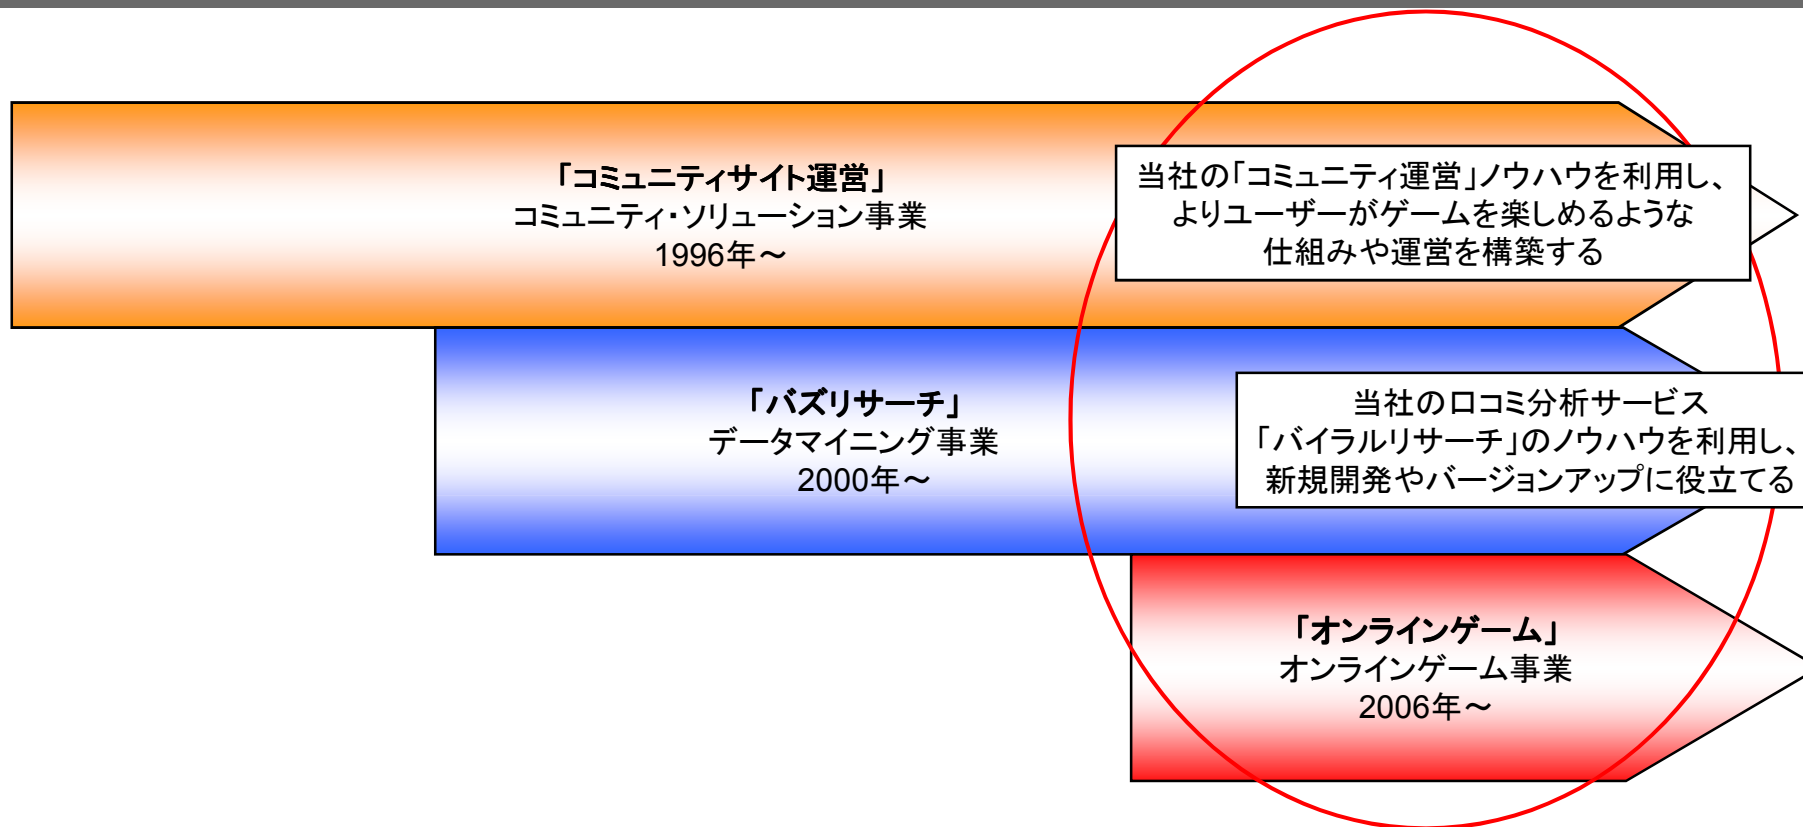 「コミュニティサイト運営」
コミュニティ・ソリューション事業
1996年～
当社の「コミュニティ運営」ノウハウを利用し、
よりユーザーがゲームを楽しめるような
仕組みや運営を構築する
「バズリサーチ」
データマイニング事業
2000年～
当社の口コミ分析サービス
「バイラルリサーチ」のノウハウを利用し、
新規開発やバージョンアップに役立てる
「オンラインゲーム」
オンラインゲーム事業
2006年～